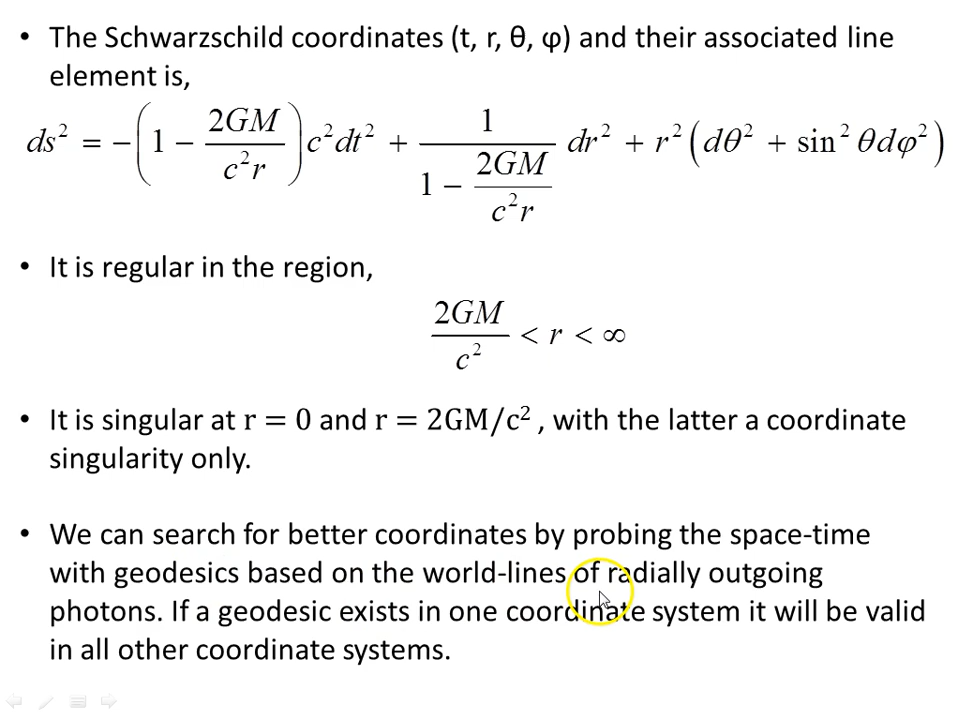 • The Schwarzschild coordinates (t, r, θ, φ) and their associated line
element is,
ds² = −(1 − 2GM/c²r)c²dt² + 1/(1 − 2GM/c²r) dr² + r²(dθ² + sin²θdφ²)
• It is regular in the region,
2GM/c² < r < ∞
• It is singular at r = 0 and r = 2GM/c² , with the latter a coordinate
singularity only.
• We can search for better coordinates by probing the space-time
with geodesics based on the world-lines of radially outgoing
photons. If a geodesic exists in one coordinate system it will be valid
in all other coordinate systems.